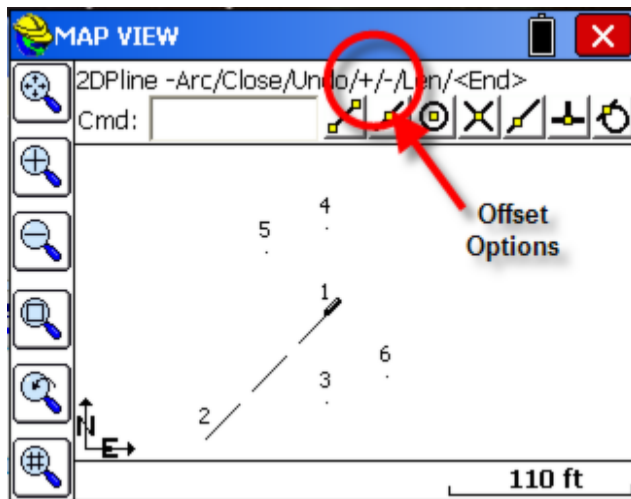 MAP VIEW
2DPline -Arc/Close/Undo/+/-/Len/<End>
Cmd:
Offset
Options
4
5
1
6
3
2
N
E
110 ft